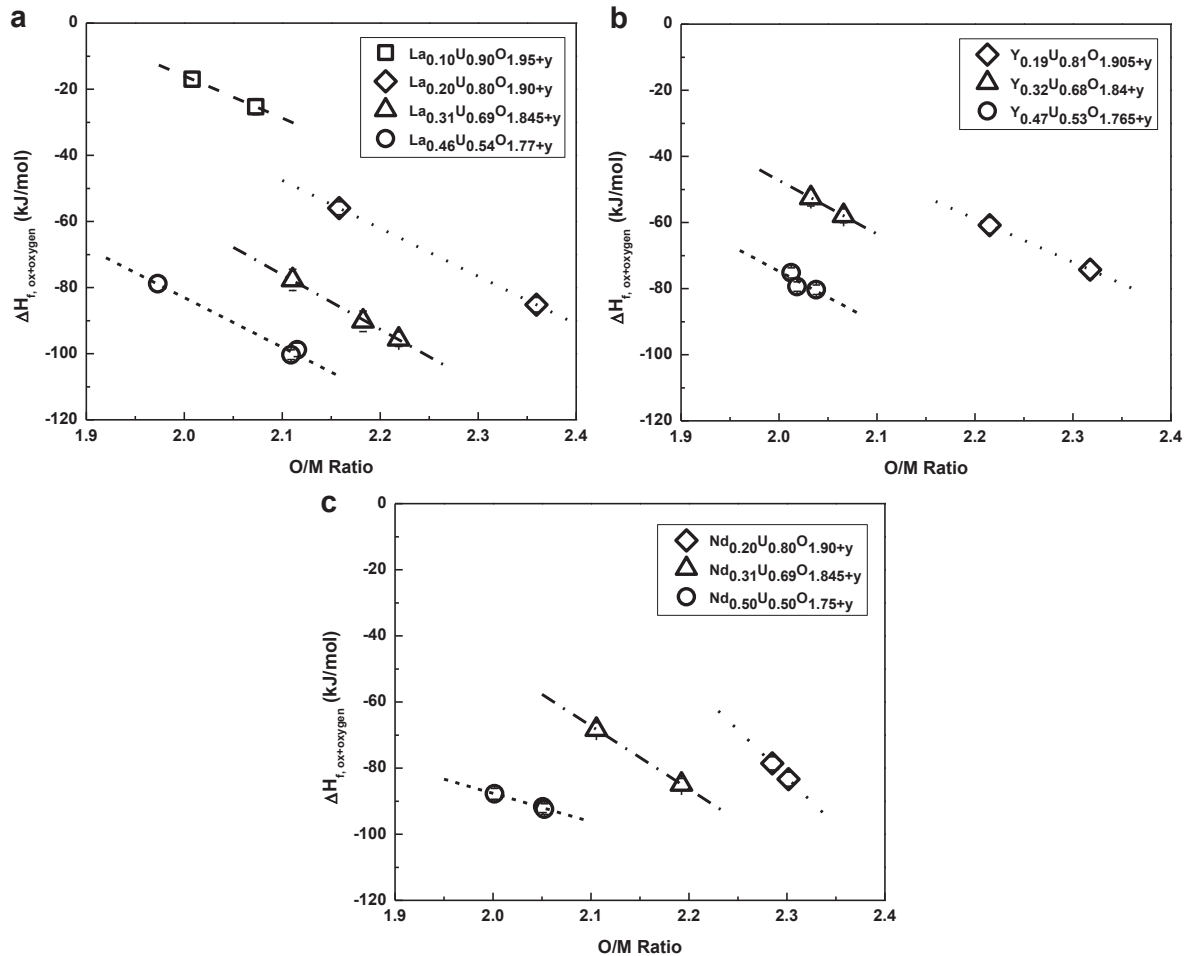 a
0
-20
-40
-60
-80
-100
-120
1.9 2.0 2.1 2.2 2.3 2.4
ΔH f, ox+oxygen (kJ/mol)
O/M Ratio
La0.10U0.90O1.95+y
La0.20U0.80O1.90+y
La0.31U0.69O1.845+y
La0.46U0.54O1.77+y
b
0
-20
-40
-60
-80
-100
-120
1.9 2.0 2.1 2.2 2.3 2.4
ΔH f, ox+oxygen (kJ/mol)
O/M Ratio
Y0.19U0.81O1.905+y
Y0.32U0.68O1.84+y
Y0.47U0.53O1.765+y
c
0
-20
-40
-60
-80
-100
-120
1.9 2.0 2.1 2.2 2.3 2.4
ΔH f, ox+oxygen (kJ/mol)
O/M Ratio
Nd0.20U0.80O1.90+y
Nd0.31U0.69O1.845+y
Nd0.50U0.50O1.75+y